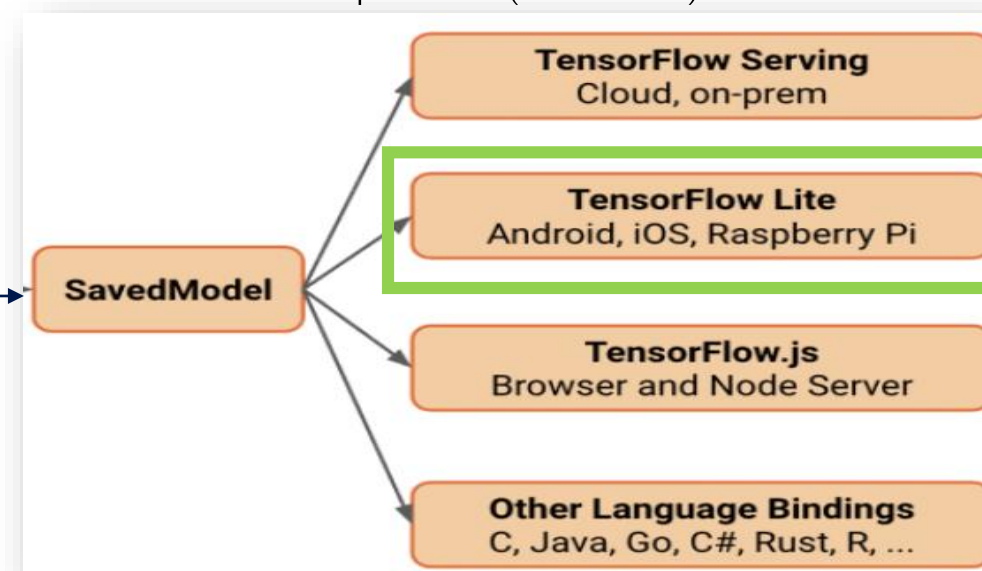 TensorFlow Serving
Cloud, on-prem
TensorFlow Lite
Android, iOS, Raspberry Pi
SavedModel
TensorFlow.js
Browser and Node Server
Other Language Bindings
C, Java, Go, C#, Rust, R, ...